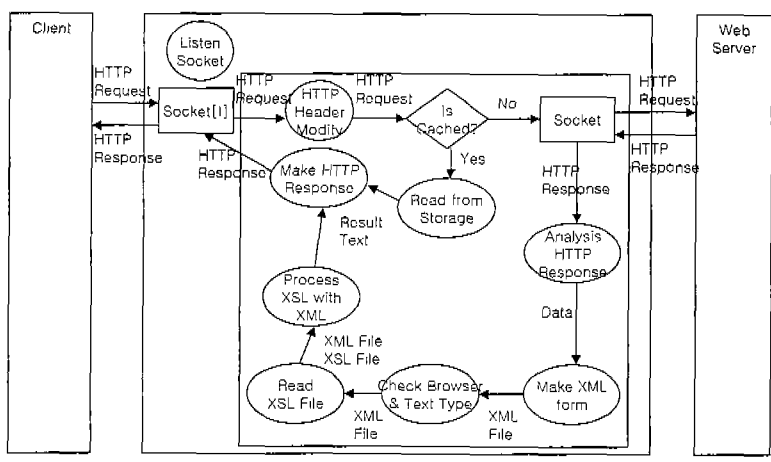 Client
Listen
Socket
Web
Server
HTTP
Request
Socket[1]
HTTP
Request
HTTP
Header
Modity
HTTP
Request
Is
Cached?
No
Socket
HTTP
Request
HTTP
Response
HTTP
Response
Make HTTP
Response
Yes
Read from
Storage
HTTP
Response
HTTP
Response
Result
Text
Analysis
HTTP
Response
Process
XSL with
XML
Data
XML File
XSL File
Read
XSL File
Check Browser
& Text Type
Make XML
form
XML
File
XML
File